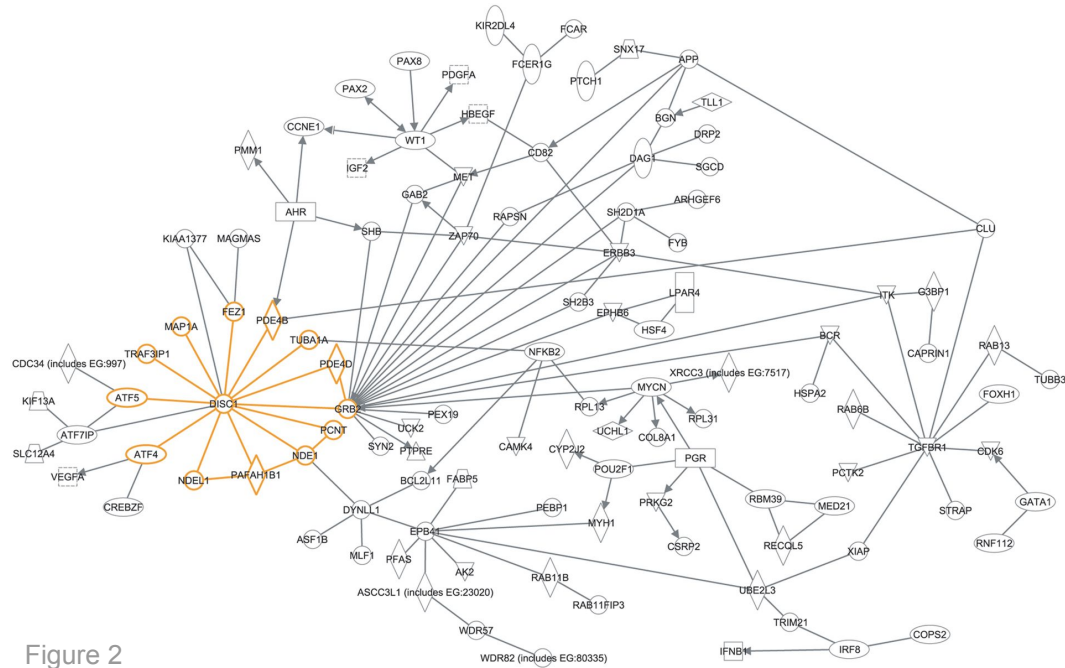 KIR2DL4
FCAR
SNX17
APP
PAX8
PDGFA
FCER1G
PTCH1
PAX2
HBEGF
TLL1
BGN
CCNE1
WT1
DRP2
PMM1
CD82
DAG1
IGF2
MET
SGCD
GAB2
ARHGEF6
AHR
RAPSN
SH2D1A
SHB
ZAP70
CLU
KIAA1377
MAGMAS
FYB
ERBB3
ITK
G3BP1
LPAR4
SH2B3
FEZ1
PDE4B
EPHB6
MAP1A
HSF4
BCR
TUBA1A
RAB13
TRAF3IP1
NFKB2
CAPRIN1
CDC34 (includes EG:997)
PDE4D
XRCC3 (includes EG:7517)
TUBB3
MYCN
KIF13A
ATF5
DISC1
GRB2
RPL13
HSPA2
FOXH1
PEX19
RPL31
RAB6B
UCK2
UCHL1
COL8A1
ATF7IP
PCNT
SYN2
PTPRE
CAMK4
CYP2J2
TGFBR1
CDK6
SLC12A4
ATF4
NDE1
POU2F1
PGR
PCTK2
VEGFA
NDEL1
PAFAH1B1
BCL2L11
FABP5
RBM39
GATA1
CREBZF
DYNLL1
PEBP1
PRKG2
MED21
STRAP
EPB41
MYH1
ASF1B
CSRP2
RECQL5
RNF112
MLF1
PFAS
XIAP
AK2
RAB11B
ASCC3L1 (includes EG:23020)
UBE2L3
RAB11FIP3
WDR57
TRIM21
COPS2
IFNB1
IRF8
WDR82 (includes EG:80335)
Figure 2